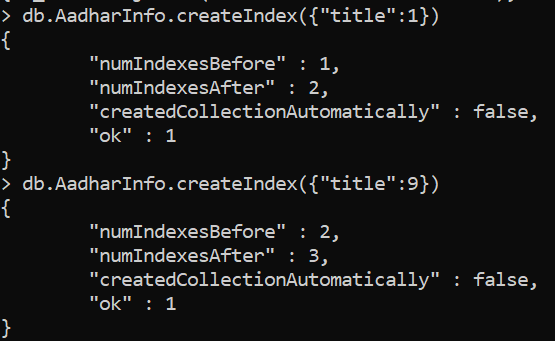 > db.AadharInfo.createIndex({"title":1})
{
        "numIndexesBefore" : 1,
        "numIndexesAfter" : 2,
        "createdCollectionAutomatically" : false,
        "ok" : 1
}
> db.AadharInfo.createIndex({"title":9})
{
        "numIndexesBefore" : 2,
        "numIndexesAfter" : 3,
        "createdCollectionAutomatically" : false,
        "ok" : 1
}